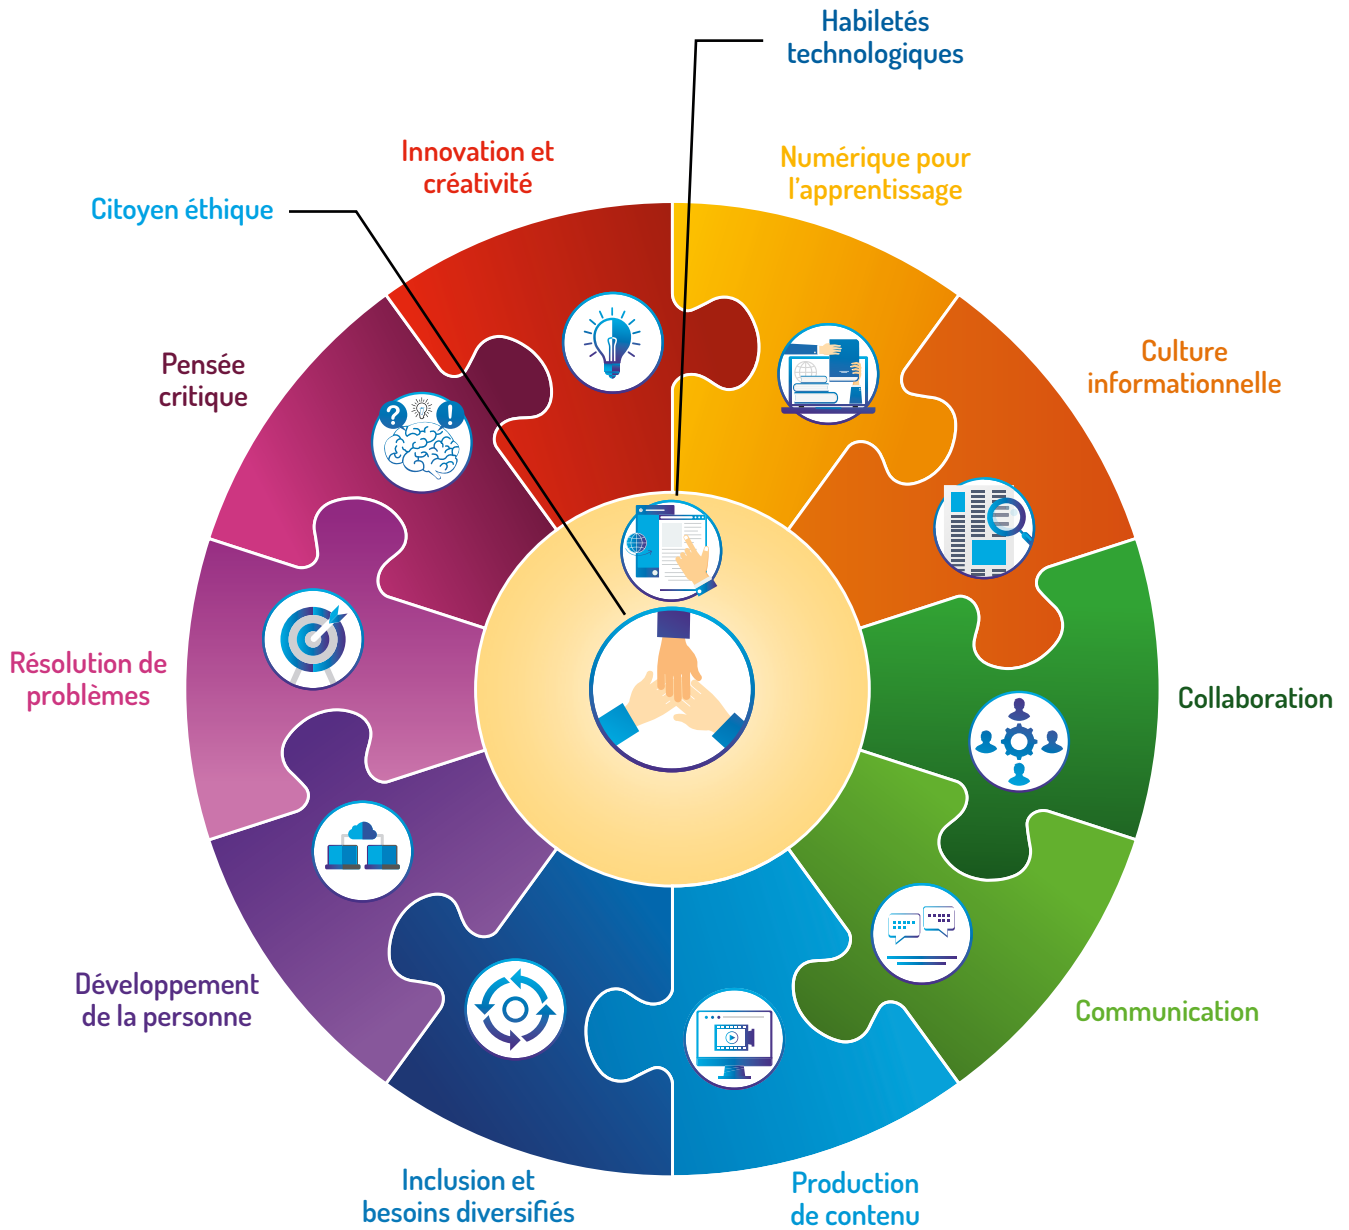 Habiletés
technologiques
Innovation et
créativité
Numérique pour
l'apprentissage
Citoyen éthique
Pensée
critique
Culture
informationnelle
?
!
Résolution de
problèmes
Collaboration
Développement
de la personne
Communication
Inclusion et
besoins diversifiés
Production
de contenu